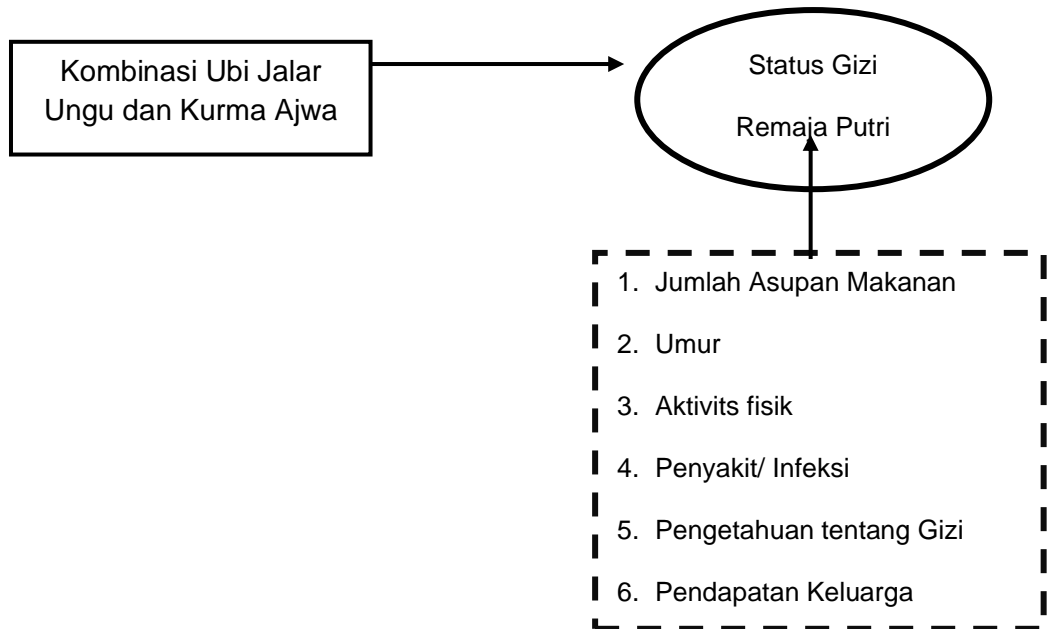 Kombinasi Ubi Jalar
Ungu dan Kurma Ajwa
Status Gizi
Remaja Putri
1. Jumlah Asupan Makanan
2. Umur
3. Aktivits fisik
4. Penyakit/ Infeksi
5. Pengetahuan tentang Gizi
6. Pendapatan Keluarga